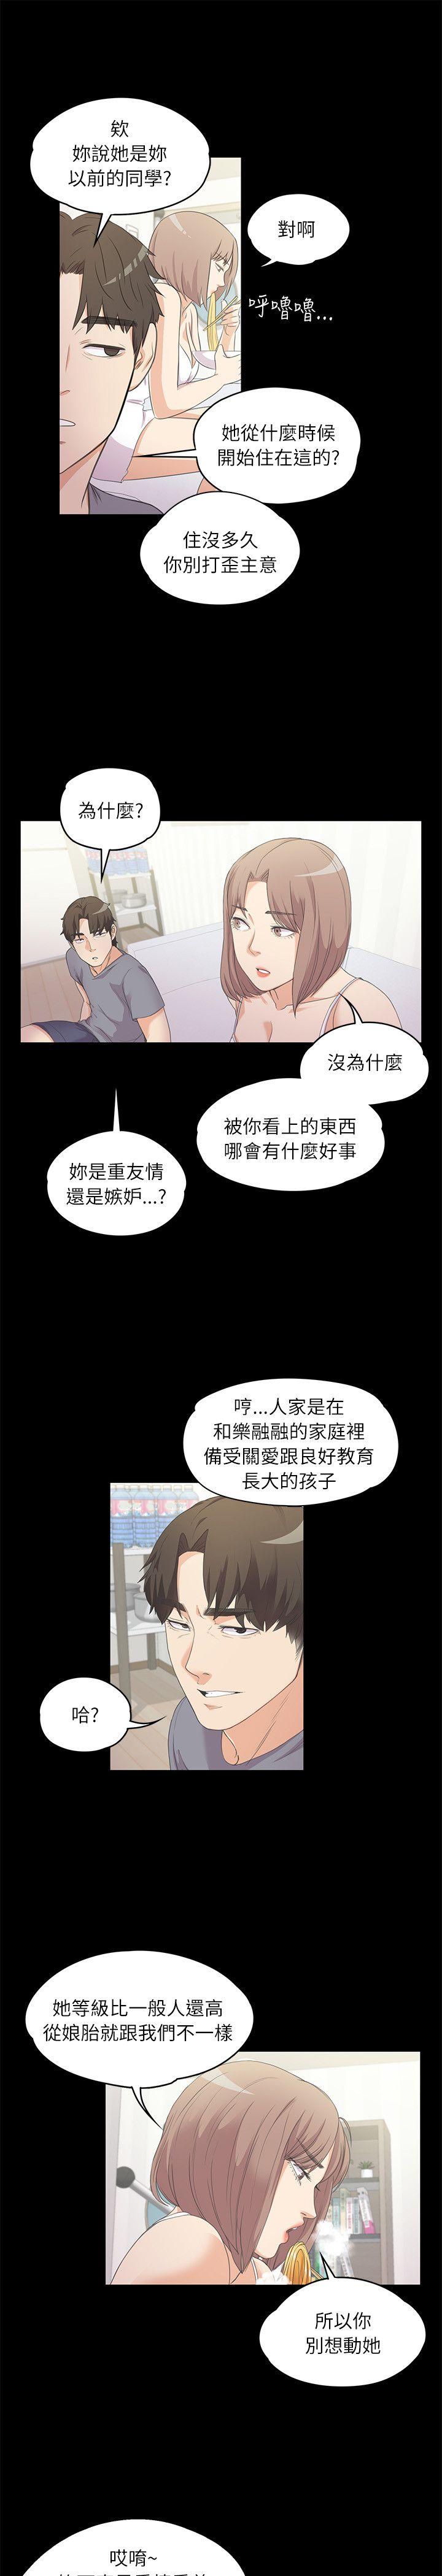 欸
妳說她是妳
以前的同學?
對啊
呼嚕嚕...
她從什麼時候
開始住在這的?
住沒多久
你別打歪主意
為什麼?
沒為什麼
被你看上的東西
哪會有什麼好事
妳是重友情
還是嫉妒...?
哼...人家是在
和樂融融的家庭裡
備受關愛跟良好教育
長大的孩子
哈?
她等級比一般人還高
從娘胎就跟我們不一樣
所以你
別想動她
哎唷~